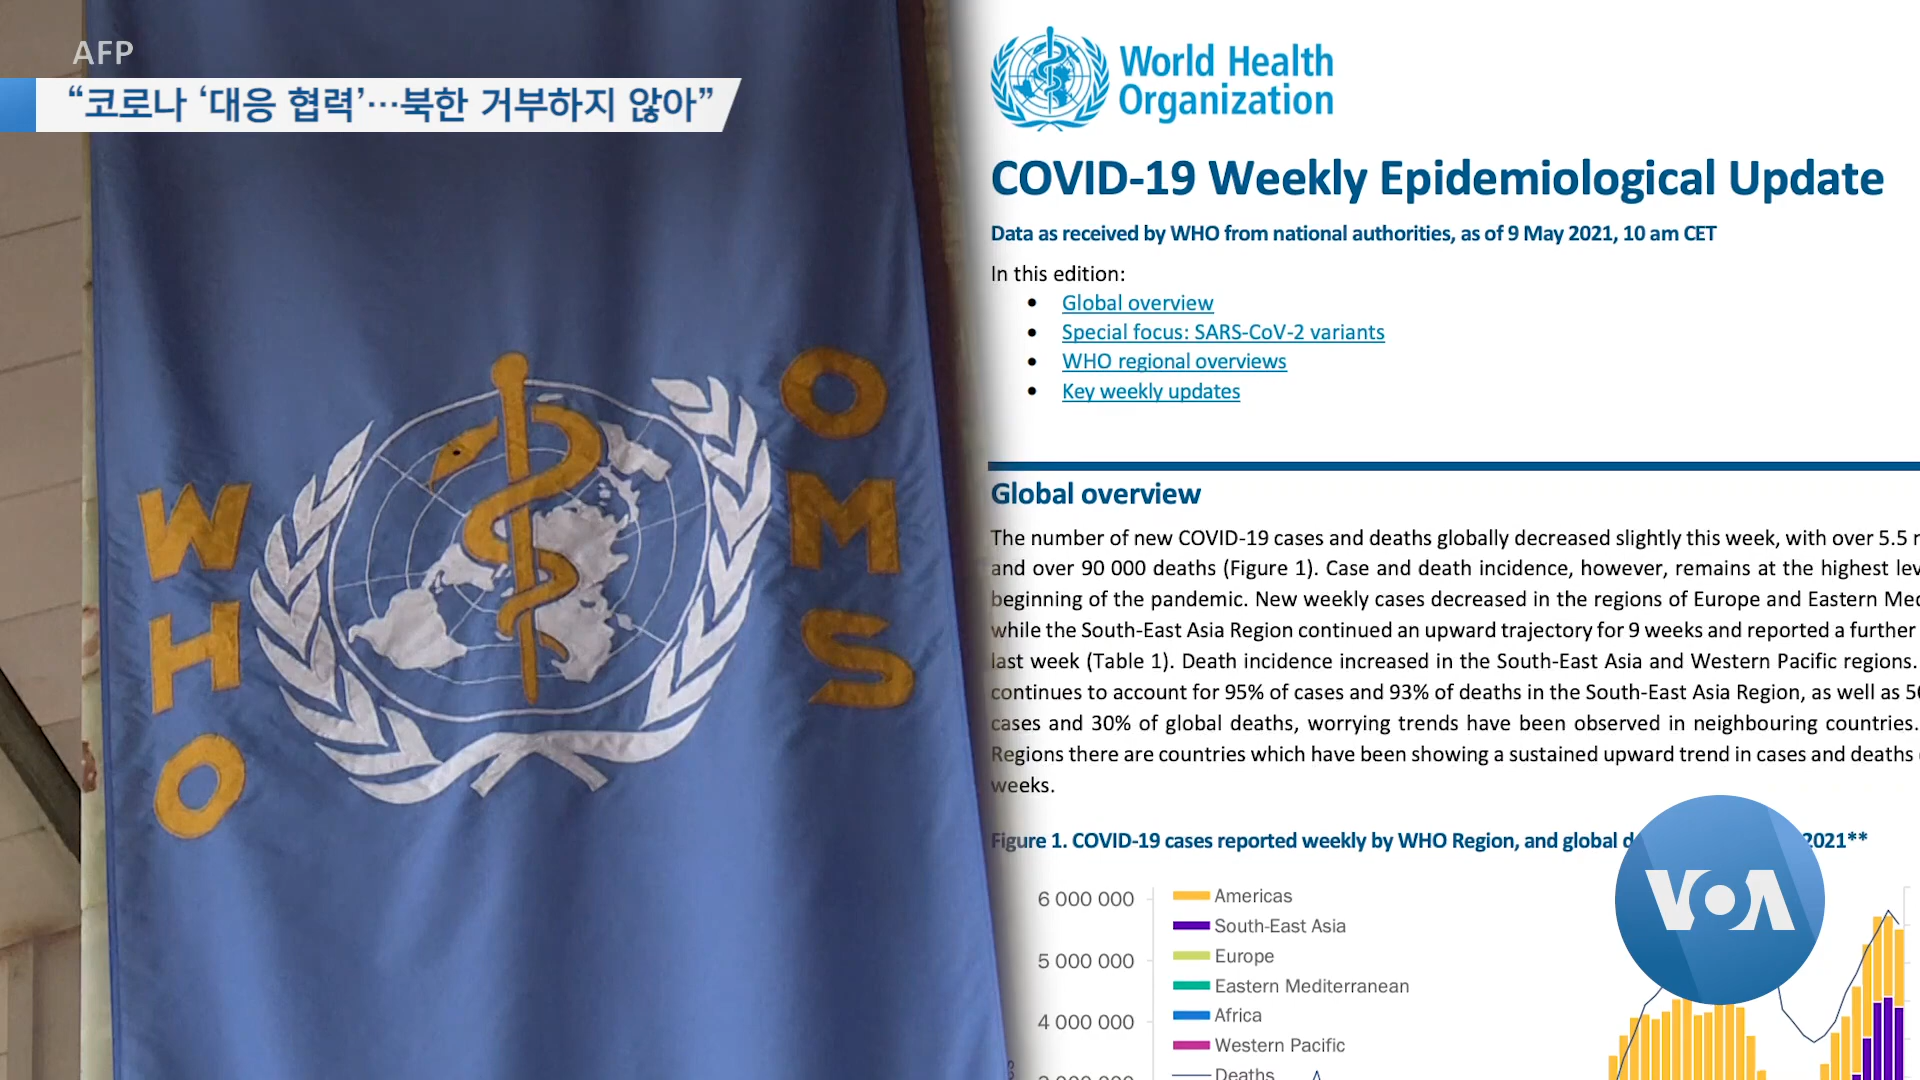 AFP
“코로나 ‘대응 협력’…북한 거부하지 않아”
WHO
OMS
World Health
Organization
COVID-19 Weekly Epidemiological Update
Data as received by WHO from national authorities, as of 9 May 2021, 10 am CET
In this edition:
• Global overview
• Special focus: SARS-CoV-2 variants
• WHO regional overviews
• Key weekly updates
Global overview
The number of new COVID-19 cases and deaths globally decreased slightly this week, with over 5.5
and over 90 000 deaths (Figure 1). Case and death incidence, however, remains at the highest
beginning of the pandemic. New weekly cases decreased in the regions of Europe and Eastern
while the South-East Asia Region continued an upward trajectory for 9 weeks and reported a further
last week (Table 1). Death incidence increased in the South-East Asia and Western Pacific regions.
continues to account for 95% of cases and 93% of deaths in the South-East Asia Region, as well as
cases and 30% of global deaths, worrying trends have been observed in neighbouring countries.
Regions there are countries which have been showing a sustained upward trend in cases and deaths
weeks.
Figure 1. COVID-19 cases reported weekly by WHO Region, and global 2021**
VOA
6 000 000
5 000 000
4 000 000
Americas
South-East Asia
Europe
Eastern Mediterranean
Africa
Western Pacific
Deaths